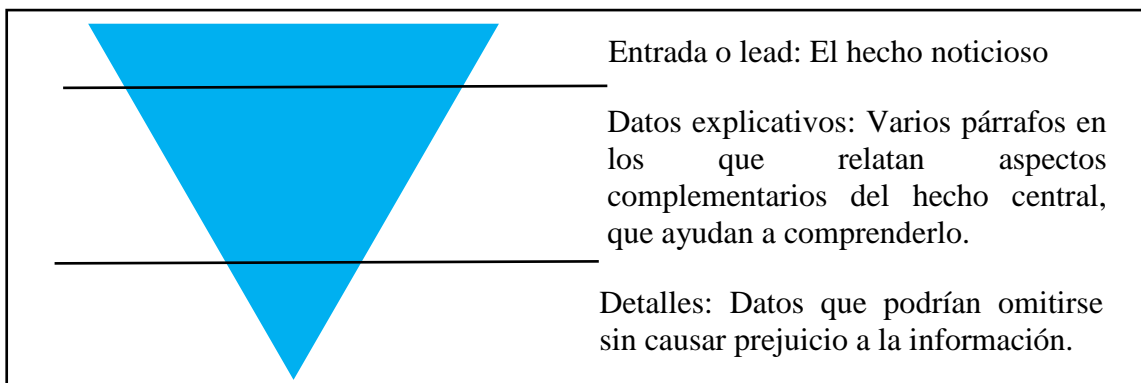 Entrada o lead: El hecho noticioso
Datos explicativos: Varios párrafos en
los que relatan aspectos
complementarios del hecho central,
que ayudan a comprenderlo.
Detalles: Datos que podrían omitirse
sin causar prejuicio a la información.